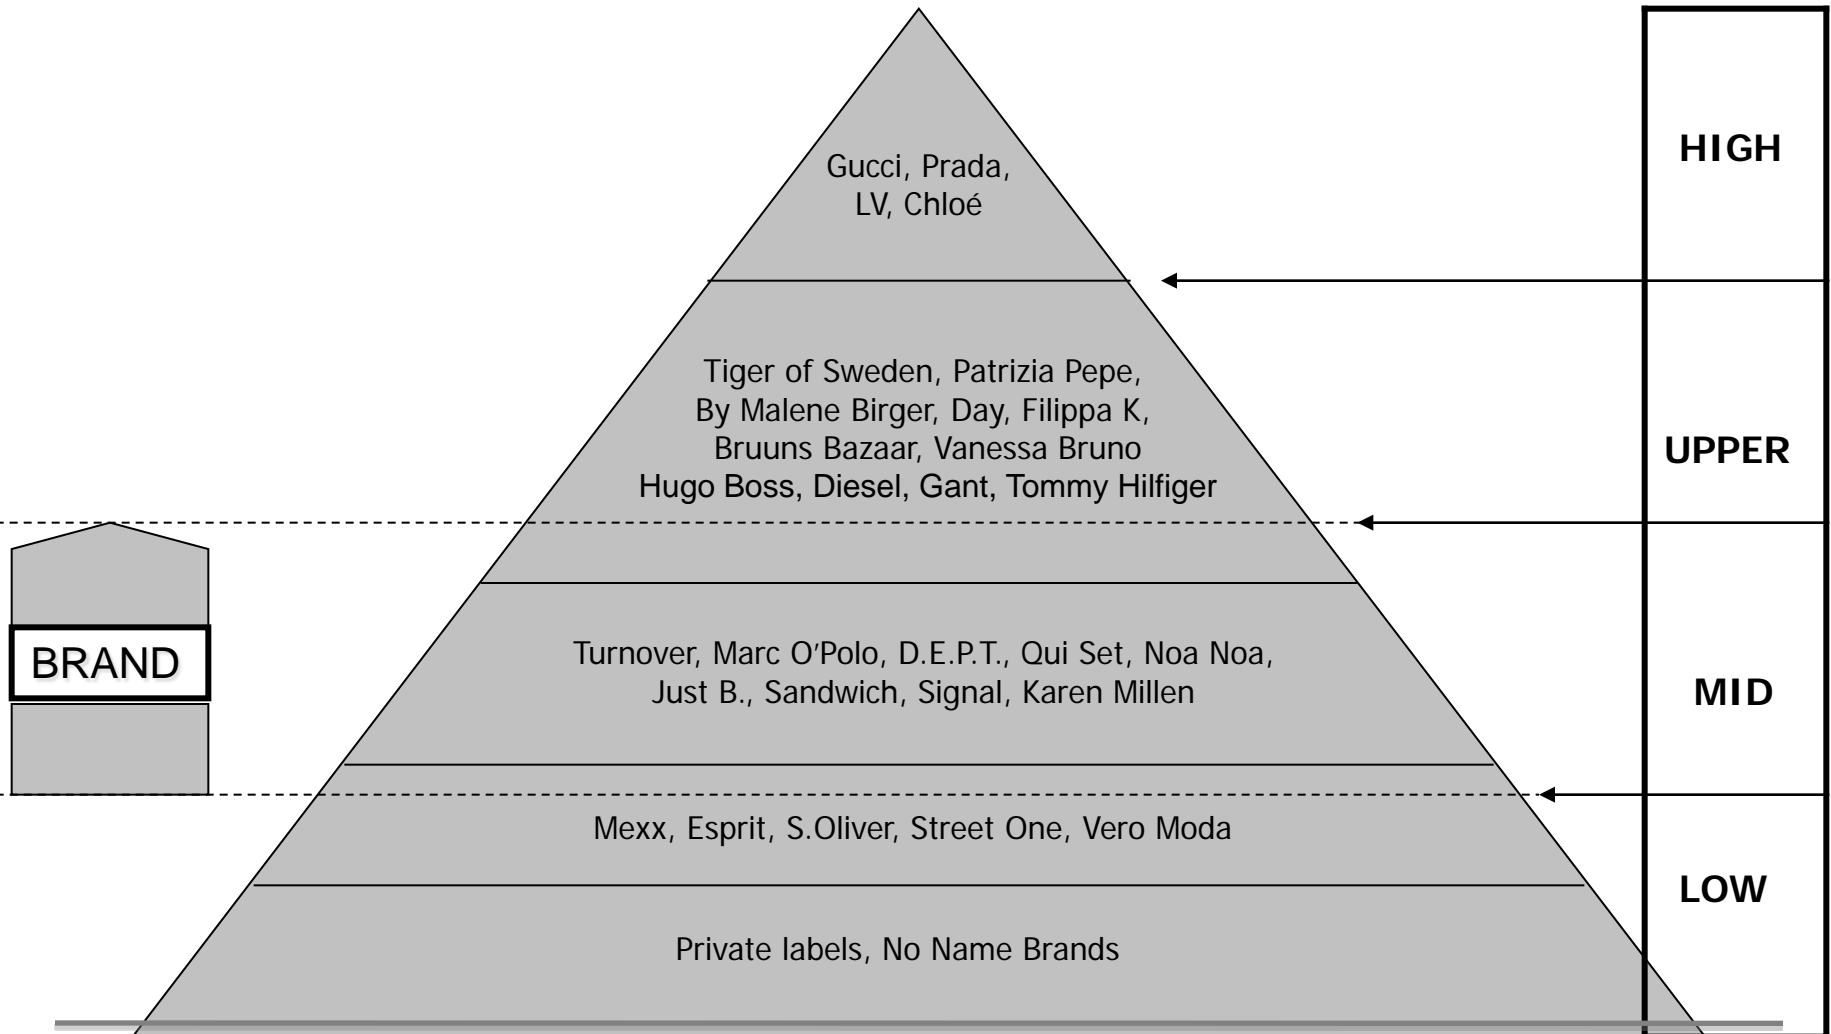 HIGH
Gucci, Prada,
LV, Chloé
Tiger of Sweden, Patrizia Pepe,
By Malene Birger, Day, Filippa K,
Bruuns Bazaar, Vanessa Bruno
Hugo Boss, Diesel, Gant, Tommy Hilfiger
UPPER
BRAND
Turnover, Marc O'Polo, D.E.P.T., Qui Set, Noa Noa,
Just B., Sandwich, Signal, Karen Millen
MID
Mexx, Esprit, S.Oliver, Street One, Vero Moda
LOW
Private labels, No Name Brands